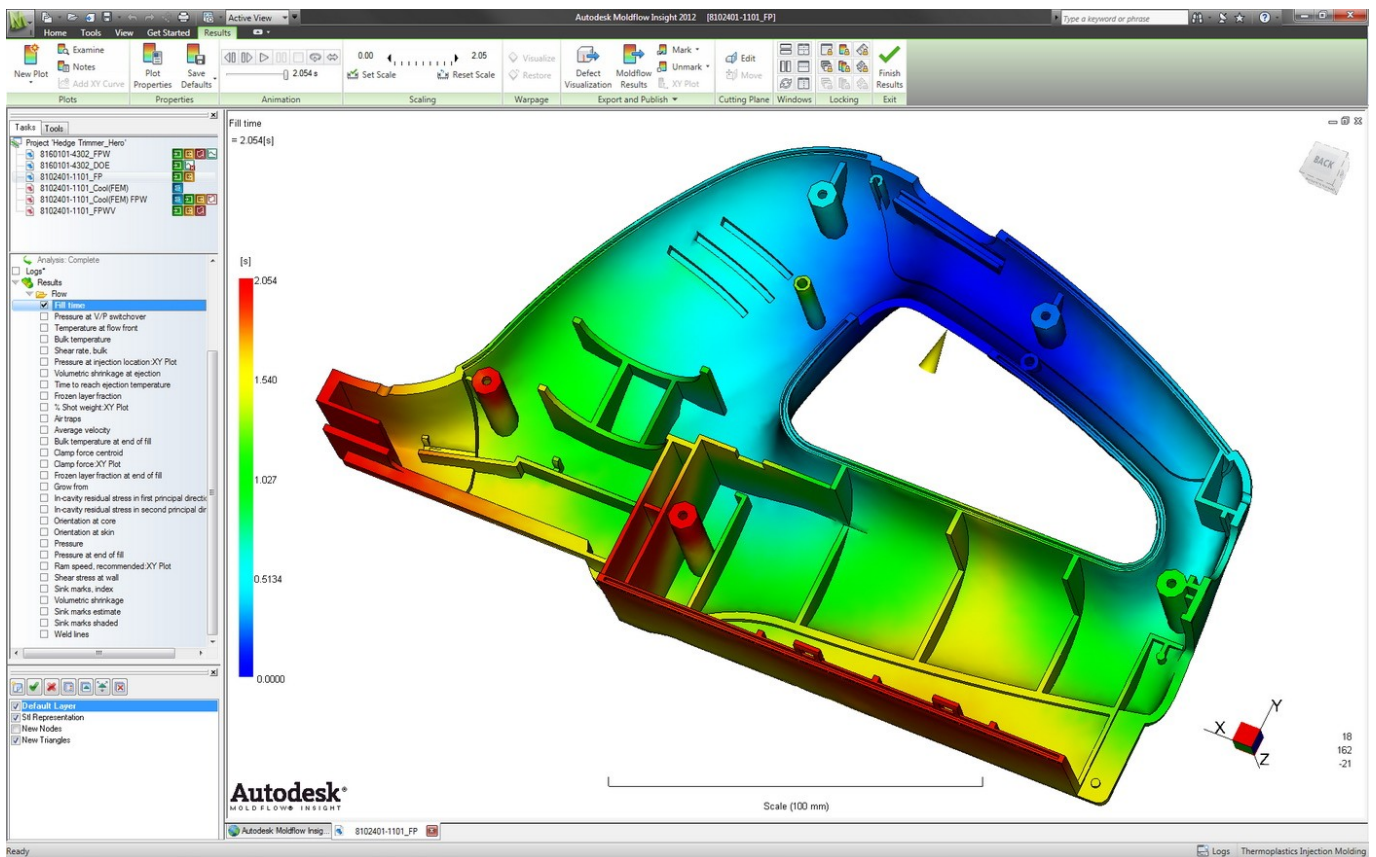 Active View
Autodesk Moldflow Insight 2012 [8102401-1101_FP]
Type a keyword or phrase
Home Tools View Get Started Results
New Plot
Examine
Notes
Add XY Curve
Plot Properties
Save Defaults
2.054 s
0.00 2.05
Set Scale Reset Scale
Visualize
Restore
Defect Visualization
Moldflow Results
Mark
Unmark
XY Plot
Edit
Move
Finish Results
Plots Properties Animation Scaling Warpage Export and Publish Cutting Plane Windows Locking Exit
Tasks Tools
Project 'Hedge Trimmer_Hero'
8160101-4302_FPW
8160101-4302_DOE
8102401-1101_FP
8102401-1101_Cool(FEM)
8102401-1101_Cool(FEM) FPW
8102401-1101_FPWV
Analysis: Complete
Logs*
Results
Flow
Fill time
Pressure at V/P switchover
Temperature at flow front
Bulk temperature
Shear rate, bulk
Pressure at injection location:XY Plot
Volumetric shrinkage at ejection
Time to reach ejection temperature
Frozen layer fraction
% Shot weight:XY Plot
Air traps
Average velocity
Bulk temperature at end of fill
Clamp force centroid
Clamp force:XY Plot
Frozen layer fraction at end of fill
Grow from
In-cavity residual stress in first principal directic
In-cavity residual stress in second principal dir
Orientation at core
Orientation at skin
Pressure
Pressure at end of fill
Ram speed, recommended:XY Plot
Shear stress at wall
Sink marks, index
Volumetric shrinkage
Sink marks estimate
Sink marks shaded
Weld lines
Default Layer
Stl Representation
New Nodes
New Triangles
Fill time
= 2.054[s]
[s]
2.054
1.540
1.027
0.5134
0.0000
BACK
Y
X
Z
18
162
-21
Scale (100 mm)
Autodesk®
MOLDFLOW® INSIGHT
Autodesk Moldflow Insig...
8102401-1101_FP
Ready
Logs Thermoplastics Injection Molding